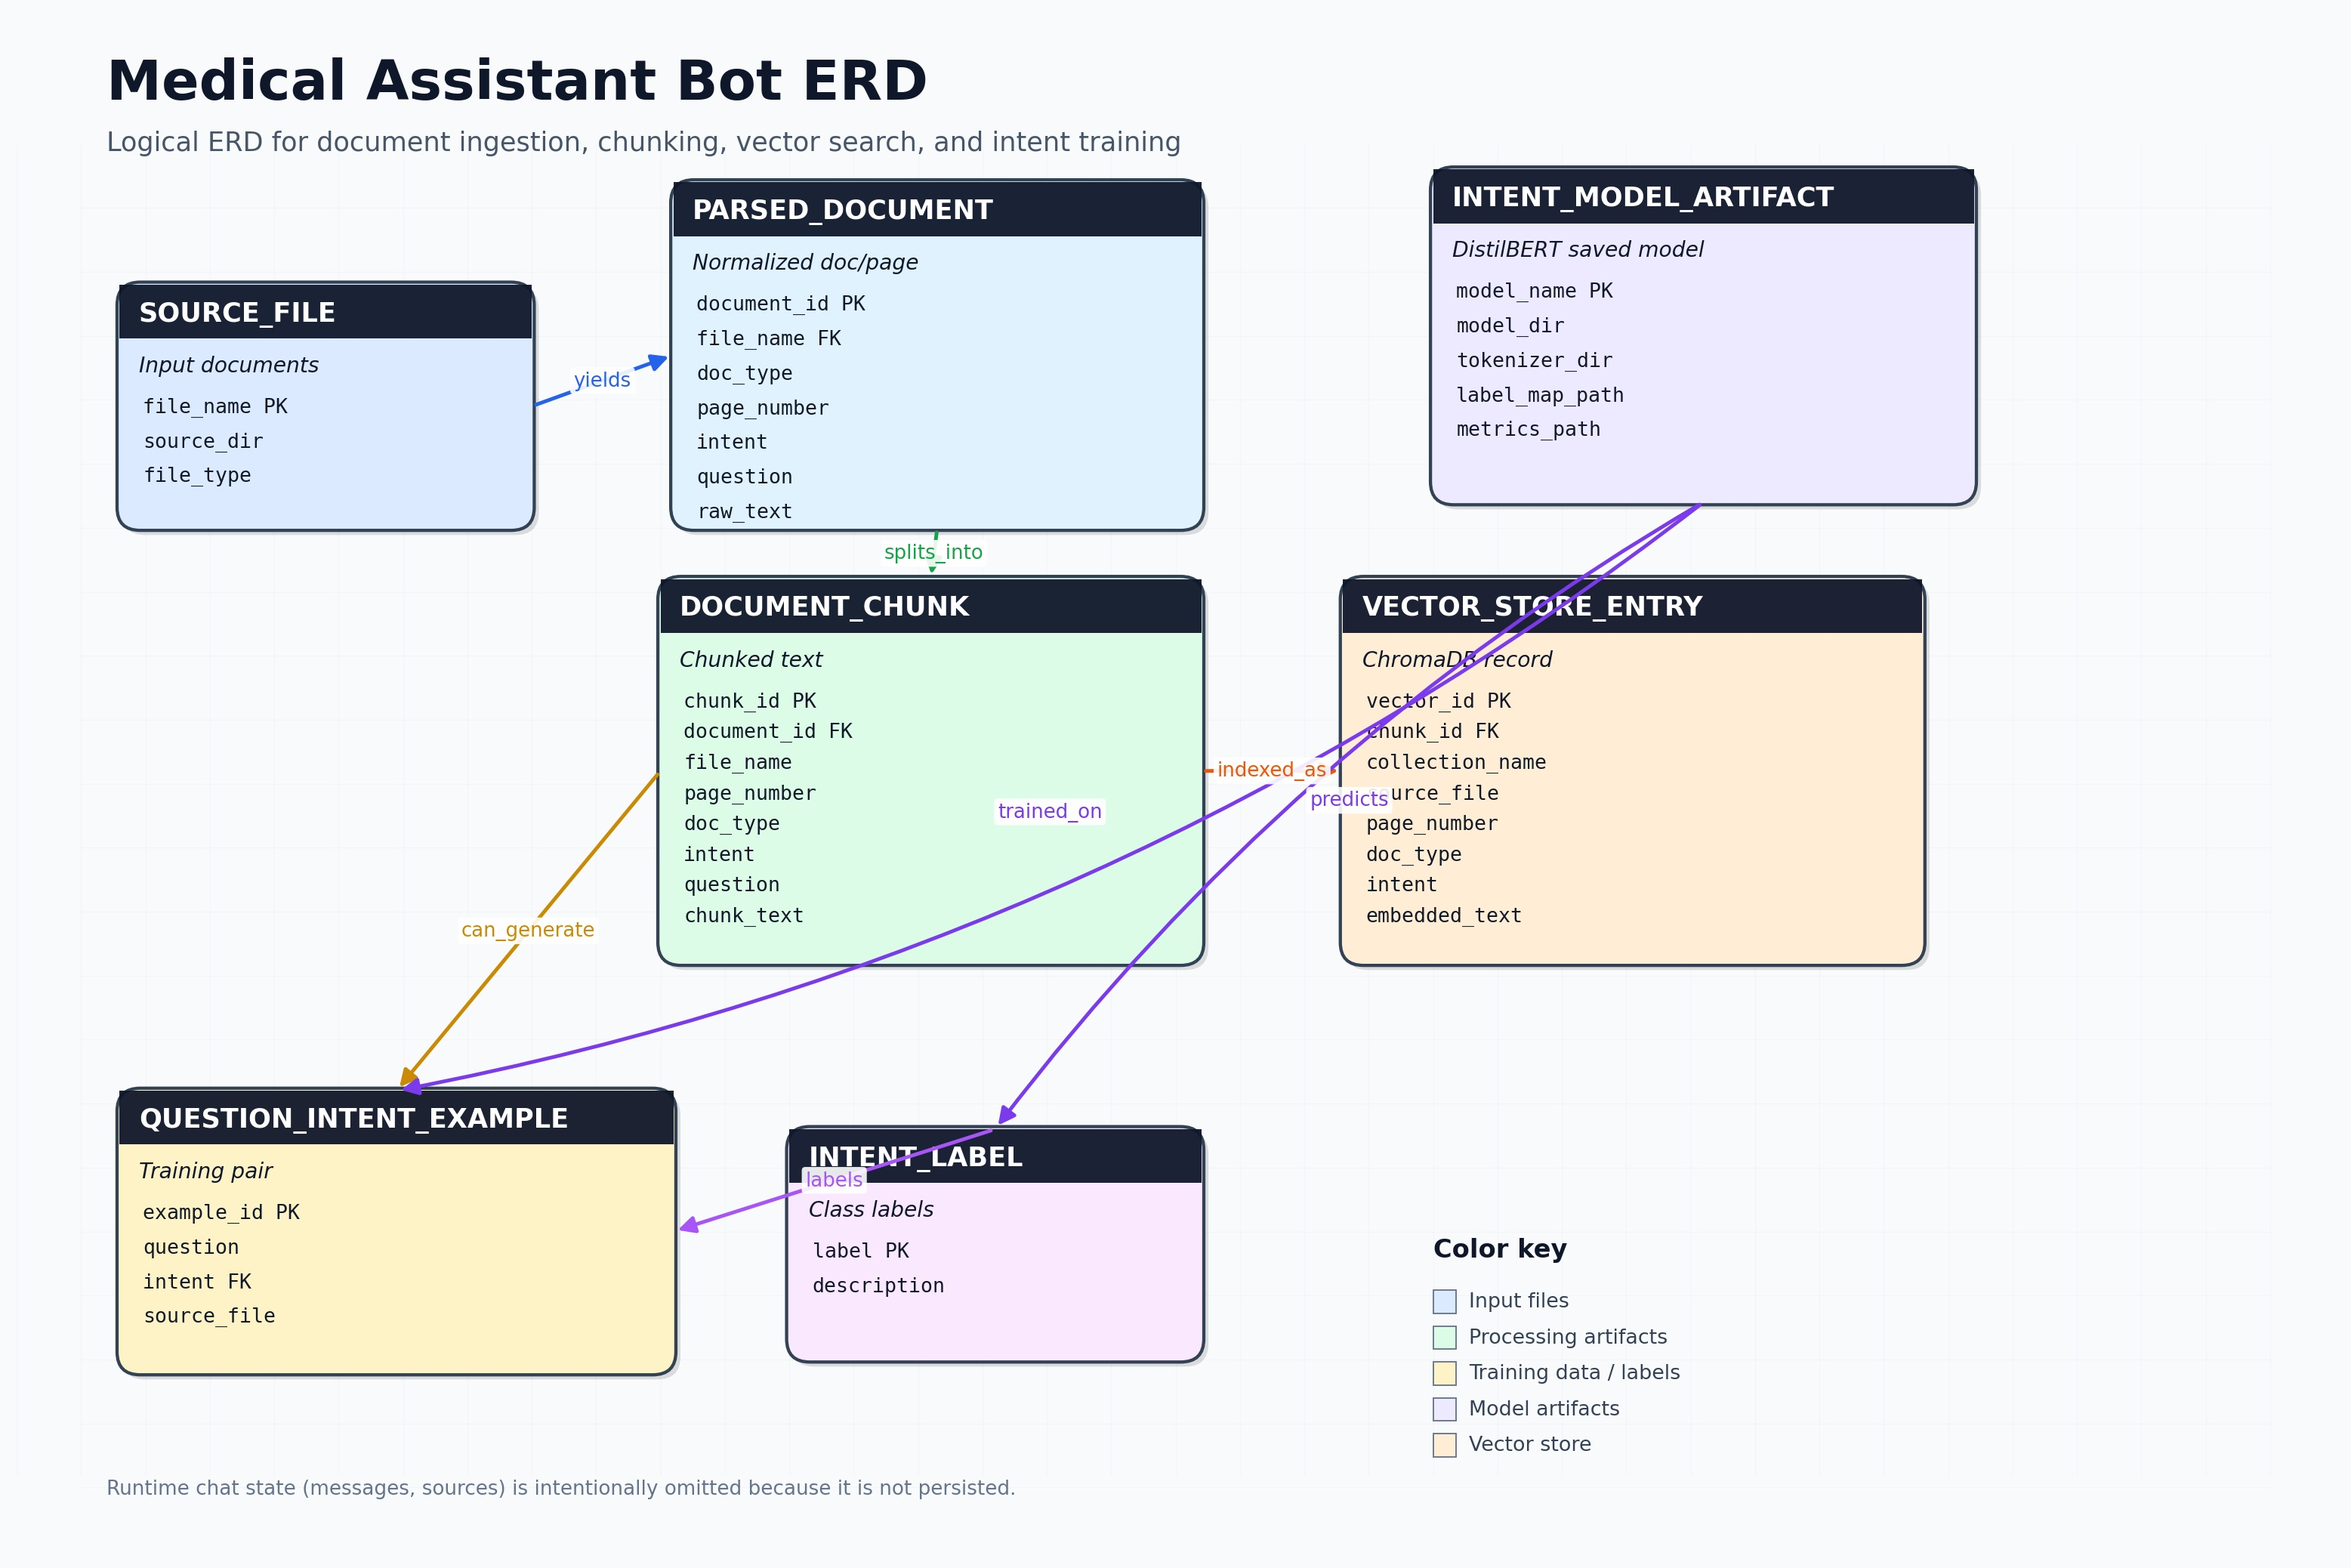 Medical Assistant Bot ERD
Logical ERD for document ingestion, chunking, vector search, and intent training
SOURCE_FILE
Input documents
file_name PK
source_dir
file_type
yields
PARSED_DOCUMENT
Normalized doc/page
document_id PK
file_name FK
doc_type
page_number
intent
question
raw_text
INTENT_MODEL_ARTIFACT
DistilBERT saved model
model_name PK
model_dir
tokenizer_dir
label_map_path
metrics_path
splits_into
DOCUMENT_CHUNK
Chunked text
chunk_id PK
document_id FK
file_name
page_number
doc_type
intent
question
chunk_text
trained_on
indexed_as
predicts
VECTOR_STORE_ENTRY
ChromaDB record
vector_id PK
chunk_id FK
collection_name
source_file
page_number
doc_type
intent
embedded_text
can_generate
QUESTION_INTENT_EXAMPLE
Training pair
example_id PK
question
intent FK
source_file
labels
INTENT_LABEL
Class labels
label PK
description
Color key
Input files
Processing artifacts
Training data / labels
Model artifacts
Vector store
Runtime chat state (messages, sources) is intentionally omitted because it is not persisted.